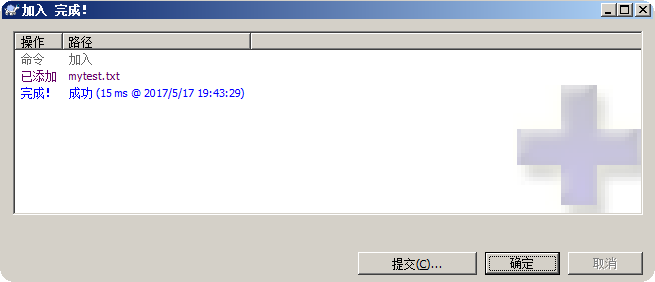 加入 完成!
操作 路径
命令 加入
已添加 mytest.txt
完成! 成功 (15 ms @ 2017/5/17 19:43:29)
提交(C)... 确定 取消